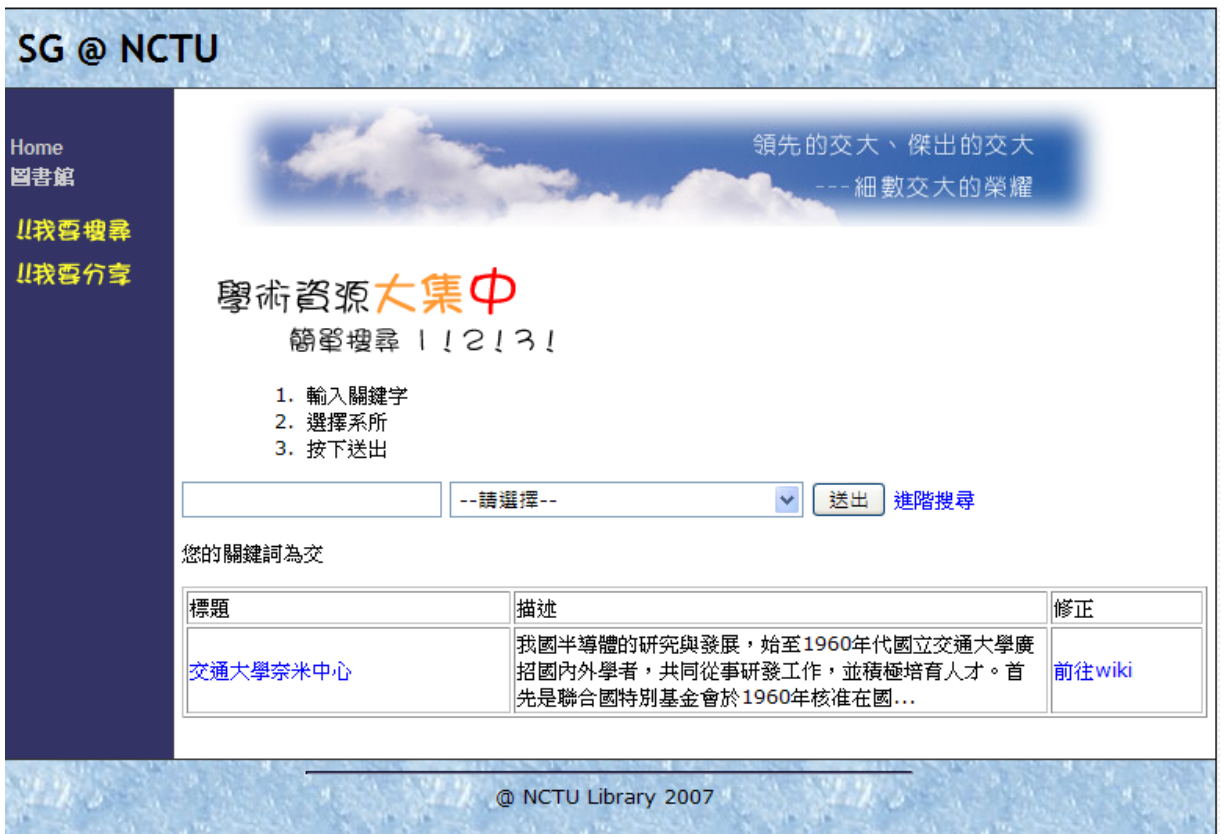 SG @ NCTU
Home
圖書館
!!我要搜尋
!!我要分享
領先的交大、傑出的交大
---細數交大的榮耀
學術資源大集中
簡單搜尋 1!2!3!
1. 輸入關鍵字
2. 選擇系所
3. 按下送出
--請選擇-- 送出 進階搜尋
您的關鍵詞為交
標題 描述 修正
交通大學奈米中心
我國半導體的研究與發展，始至1960年代國立交通大學廣
招國內外學者，共同從事研發工作，並積極培育人才。首
先是聯合國特別基金會於1960年核准在國...
前往wiki
@ NCTU Library 2007